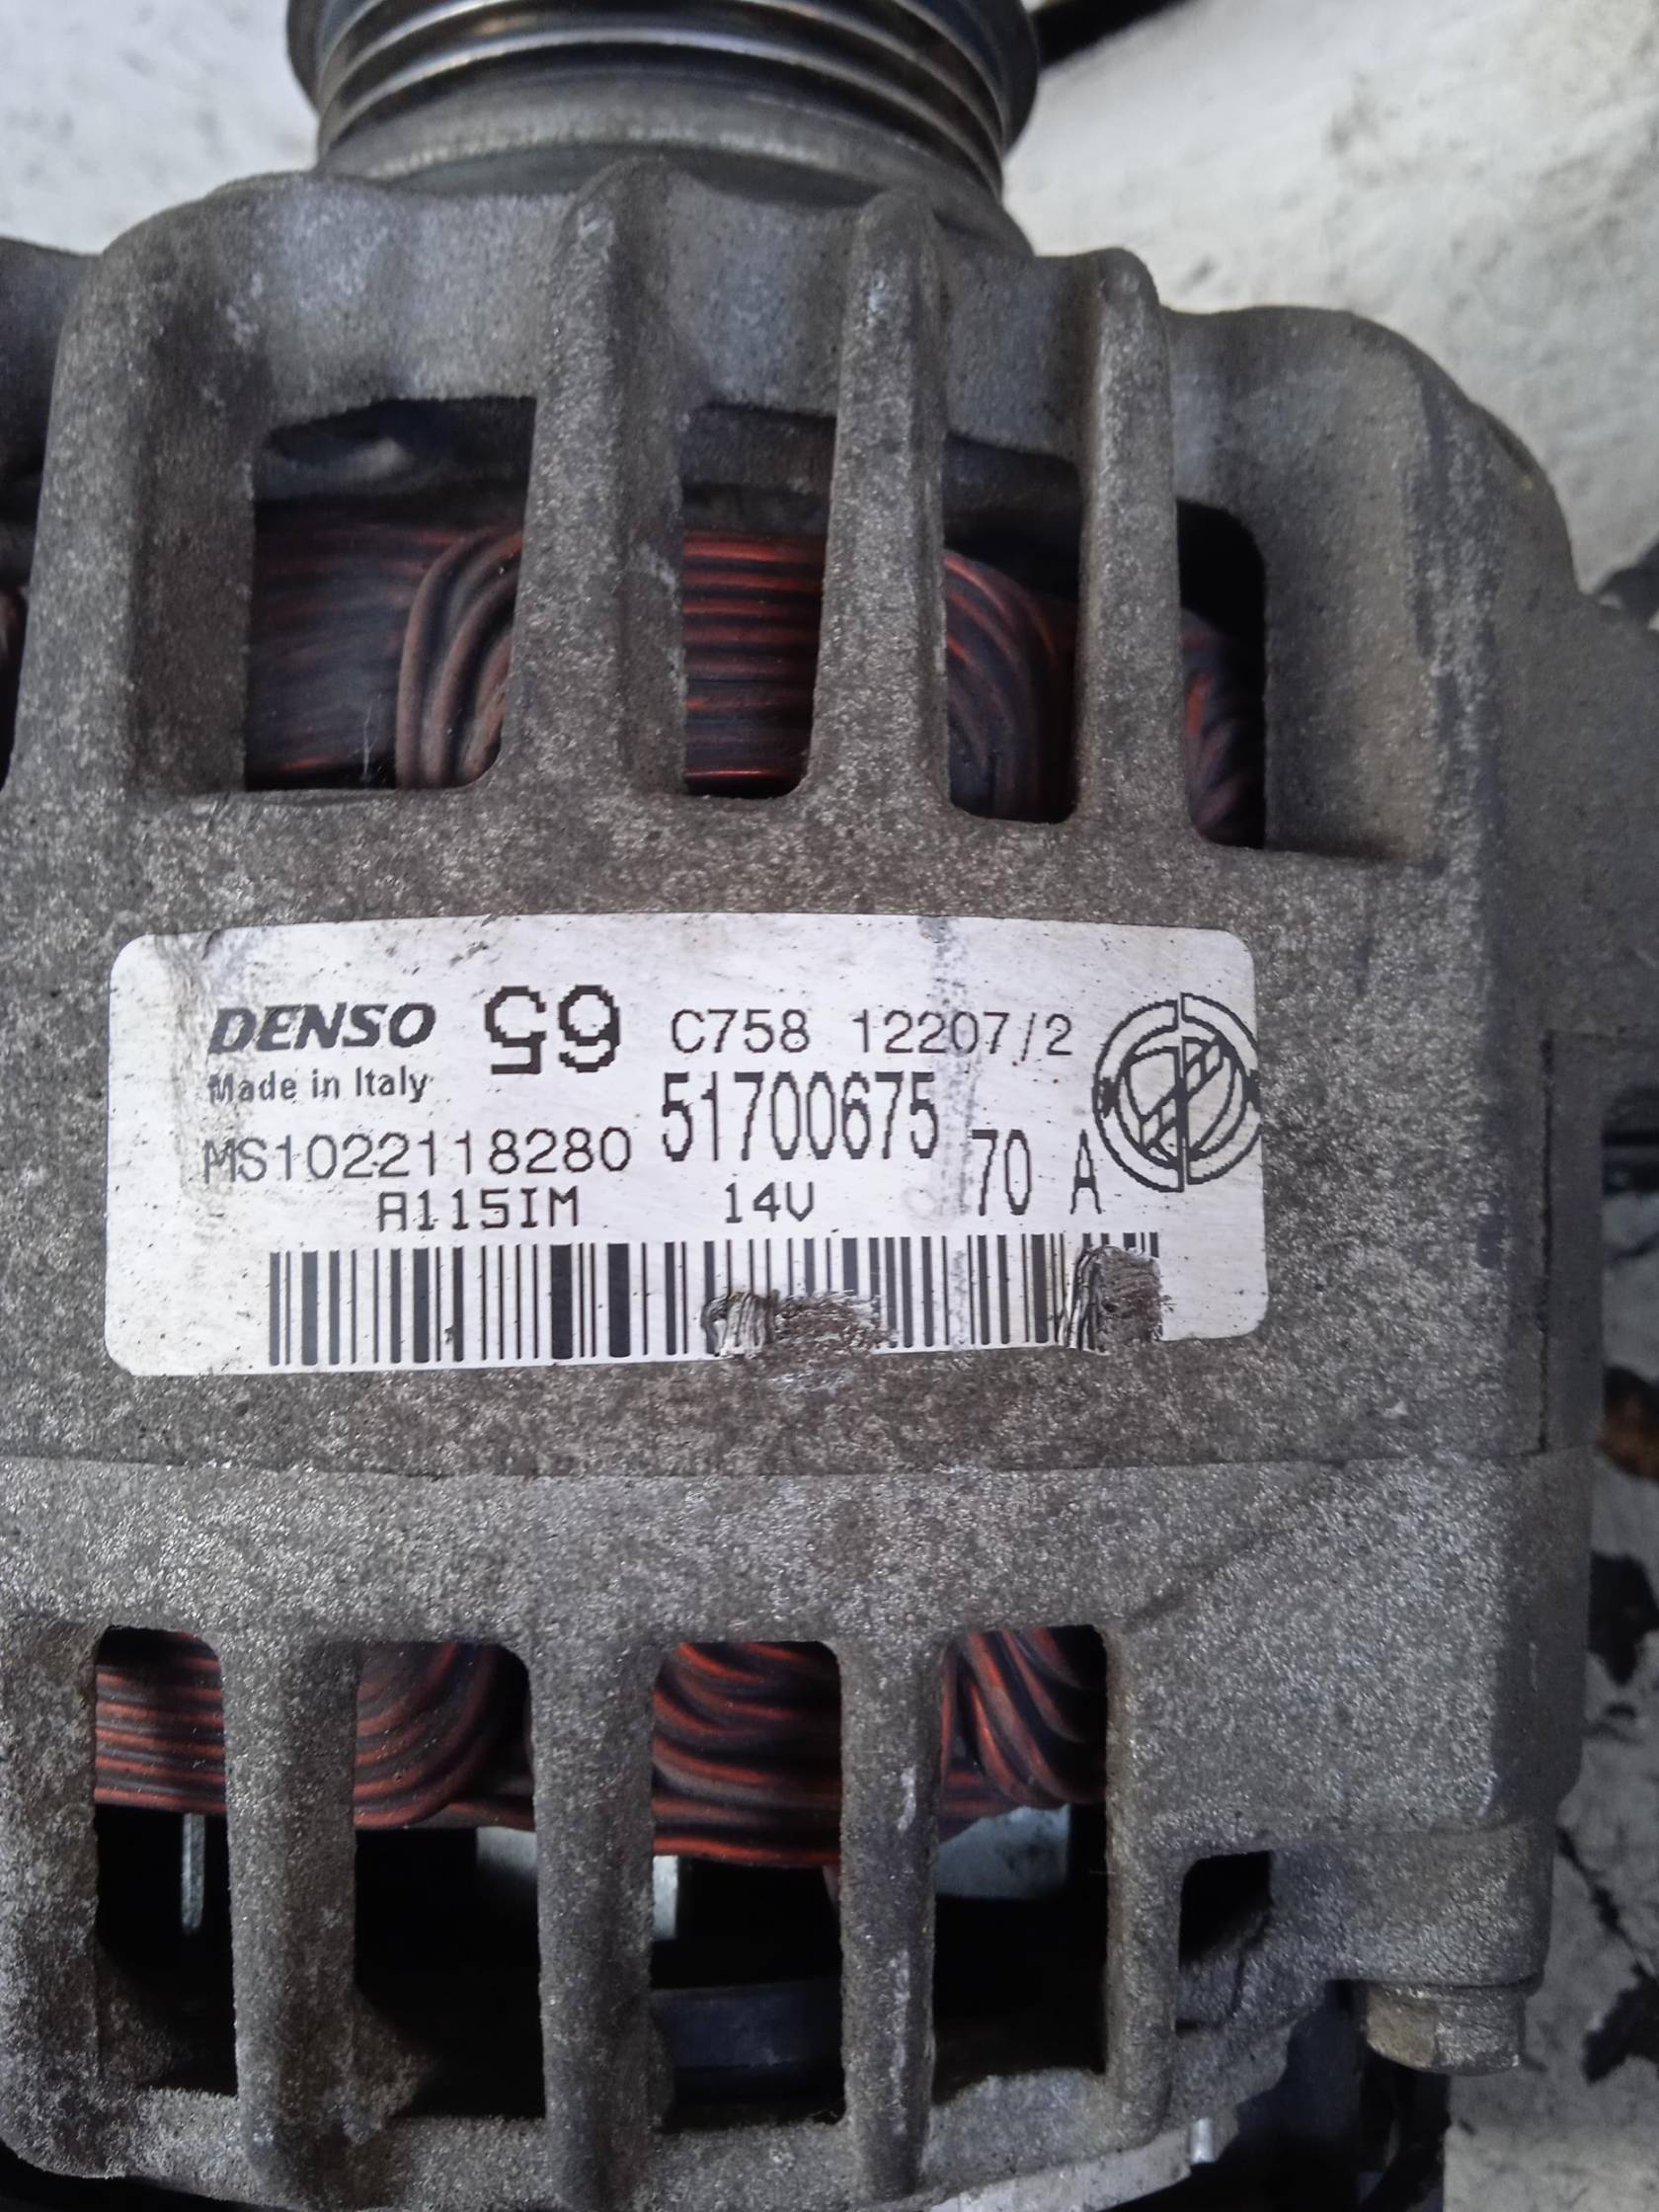 DENSO 65 C758 12207/2
Made in Italy 51700675
MS1022118280 70 A
A115IM 14V